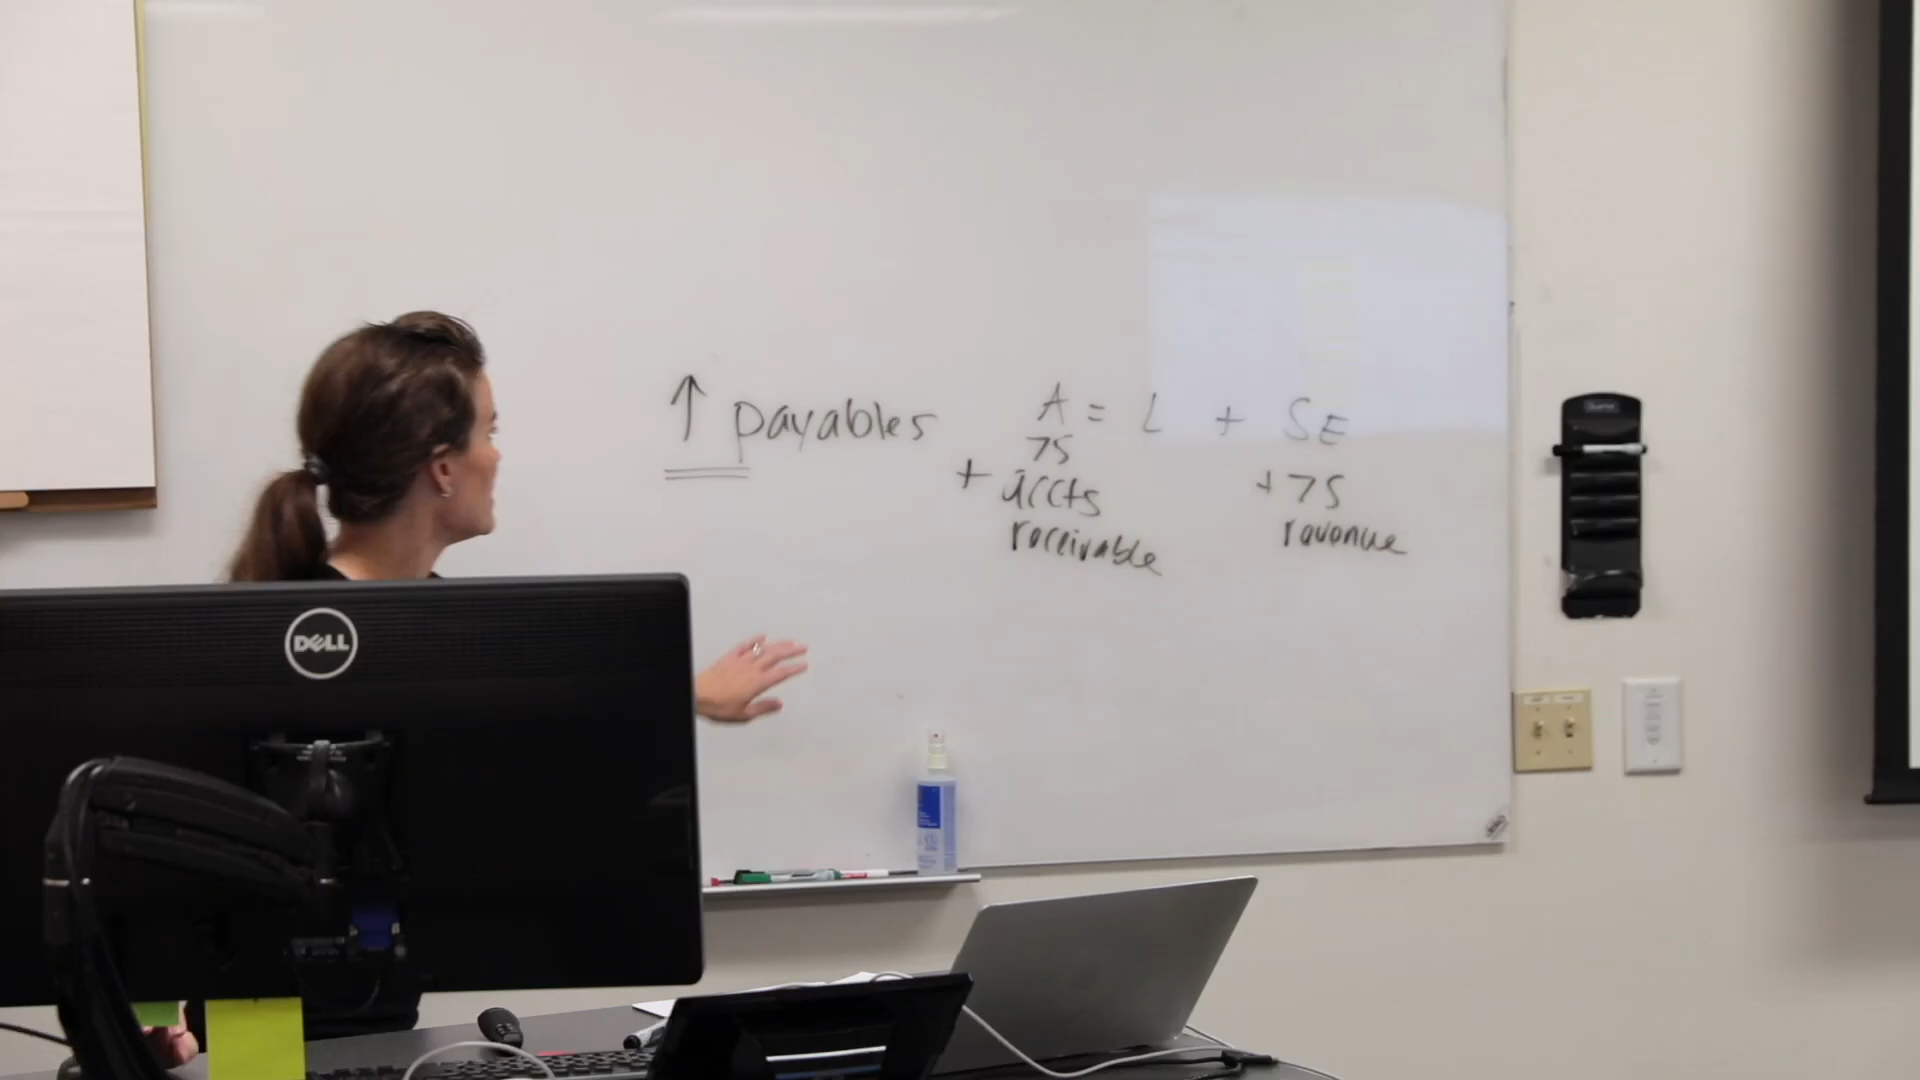 ↑ payables
A = L + SE
75
+ accts
receivable
+75
revenue
DELL